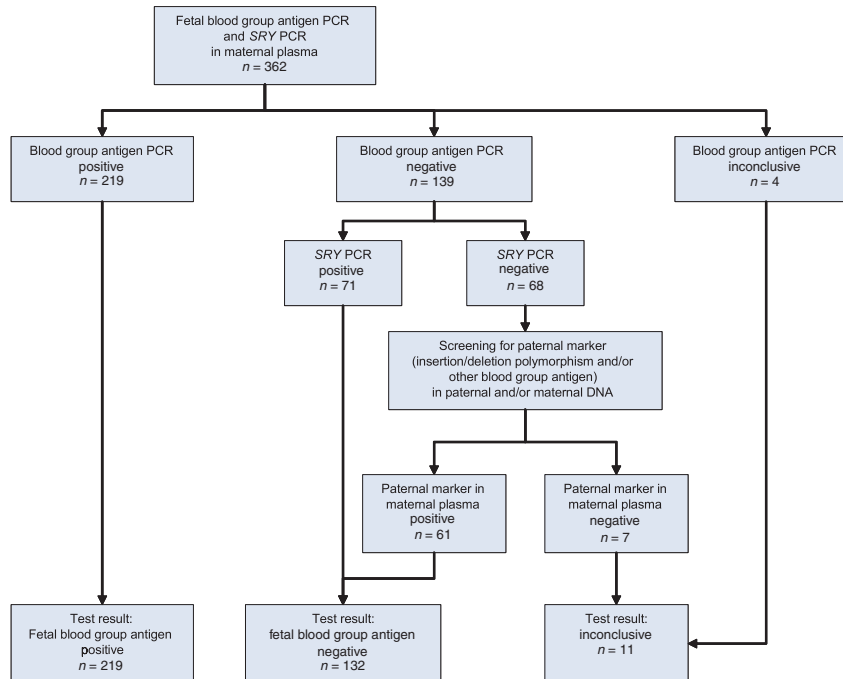 Fetal blood group antigen PCR
and SRY PCR
in maternal plasma
n = 362
Blood group antigen PCR
positive
n = 219
Blood group antigen PCR
negative
n = 139
Blood group antigen PCR
inconclusive
n = 4
SRY PCR
positive
n = 71
SRY PCR
negative
n = 68
Screening for paternal marker
(insertion/deletion polymorphism and/or
other blood group antigen)
in paternal and/or maternal DNA
Paternal marker in
maternal plasma
positive
n = 61
Paternal marker in
maternal plasma
negative
n = 7
Test result:
Fetal blood group antigen
positive
n = 219
Test result:
fetal blood group antigen
negative
n = 132
Test result:
inconclusive
n = 11